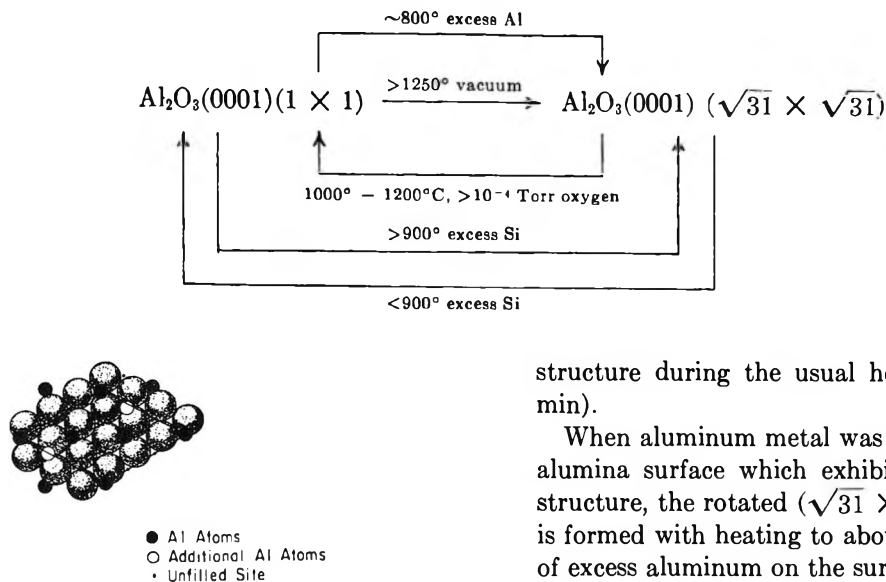 ~800° excess Al
>1250° vacuum
Al₂O₃(0001)(1 × 1)
Al₂O₃(0001) (√31 × √31)
1000° – 1200°C, >10⁻⁴ Torr oxygen
>900° excess Si
<900° excess Si
● Al Atoms
○ Additional Al Atoms
· Unfilled Site
structure during the usual he
min).
When aluminum metal was
alumina surface which exhibi
structure, the rotated (√31 ×
is formed with heating to abou
of excess aluminum on the sur